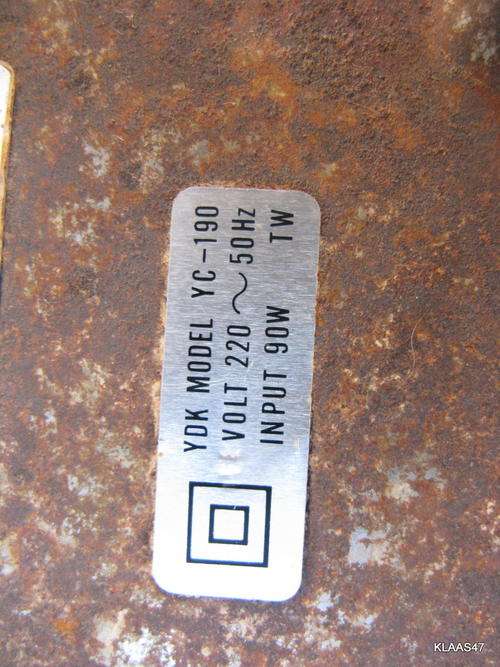 YDK MODEL YC-190
VOLT 220 ~ 50Hz
INPUT 90W TW
KLAAS47